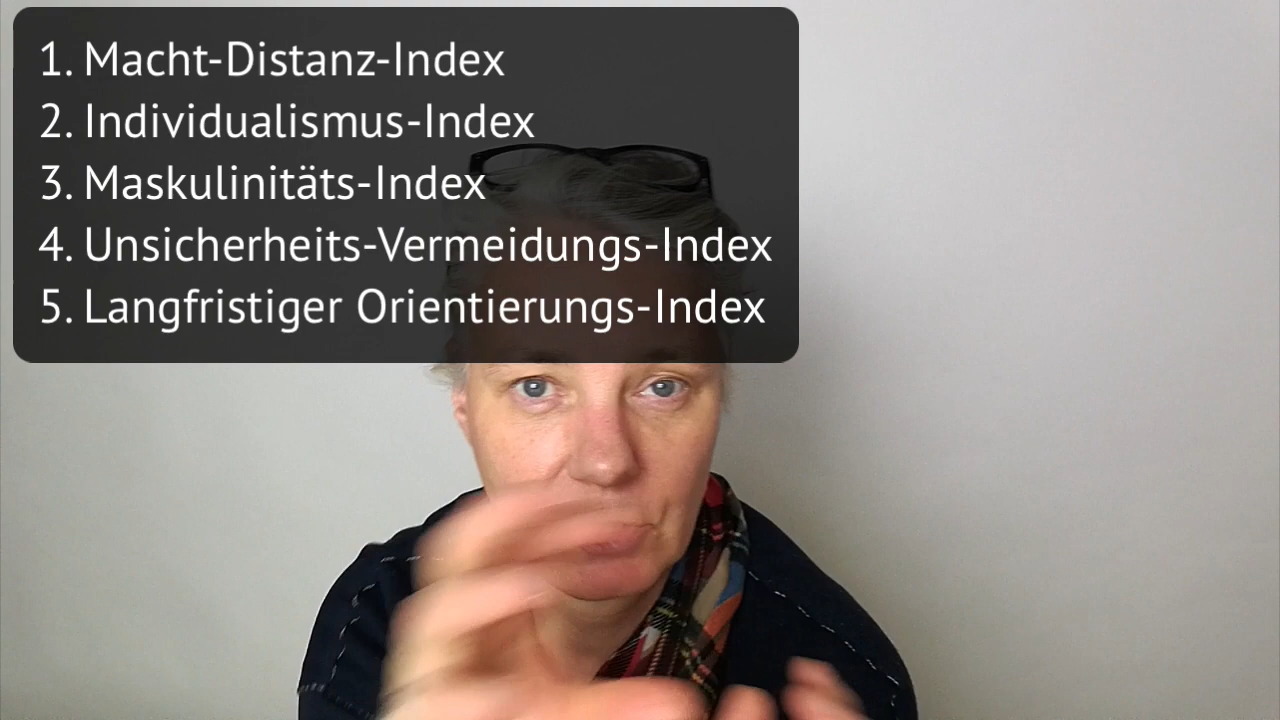 1. Macht-Distanz-Index
2. Individualismus-Index
3. Maskulinitäts-Index
4. Unsicherheits-Vermeidungs-Index
5. Langfristiger Orientierungs-Index